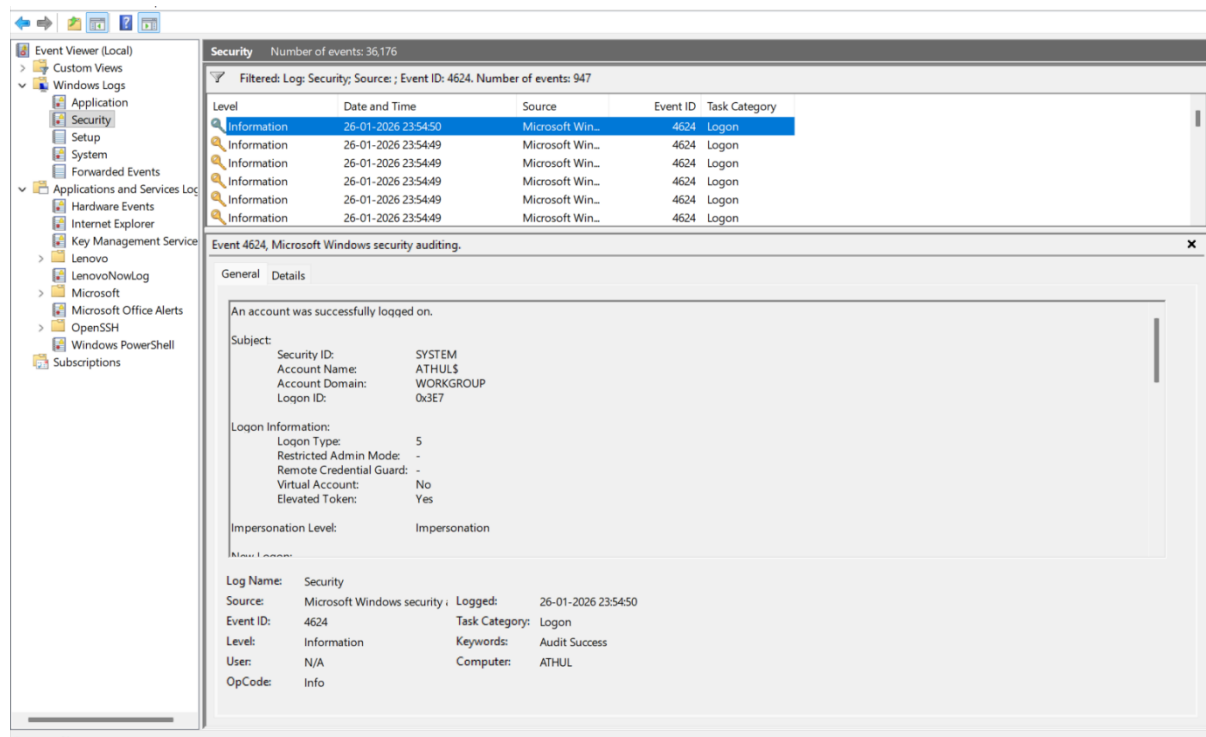 Event Viewer (Local)
Custom Views
Windows Logs
Application
Security
Setup
System
Forwarded Events
Applications and Services Log
Hardware Events
Internet Explorer
Key Management Service
Lenovo
LenovoNowLog
Microsoft
Microsoft Office Alerts
OpenSSH
Windows PowerShell
Subscriptions
Security Number of events: 36,176
Filtered: Log: Security; Source: ; Event ID: 4624. Number of events: 947
Level Date and Time Source Event ID Task Category
Information 26-01-2026 23:54:50 Microsoft Win... 4624 Logon
Information 26-01-2026 23:54:49 Microsoft Win... 4624 Logon
Information 26-01-2026 23:54:49 Microsoft Win... 4624 Logon
Information 26-01-2026 23:54:49 Microsoft Win... 4624 Logon
Information 26-01-2026 23:54:49 Microsoft Win... 4624 Logon
Information 26-01-2026 23:54:49 Microsoft Win... 4624 Logon
Event 4624, Microsoft Windows security auditing.
General Details
An account was successfully logged on.
Subject:
Security ID: SYSTEM
Account Name: ATHUL$
Account Domain: WORKGROUP
Logon ID: 0x3E7
Logon Information:
Logon Type: 5
Restricted Admin Mode: -
Remote Credential Guard: -
Virtual Account: No
Elevated Token: Yes
Impersonation Level: Impersonation
New Logon:
Log Name: Security
Source: Microsoft Windows security Logged: 26-01-2026 23:54:50
Event ID: 4624 Task Category: Logon
Level: Information Keywords: Audit Success
User: N/A Computer: ATHUL
OpCode: Info